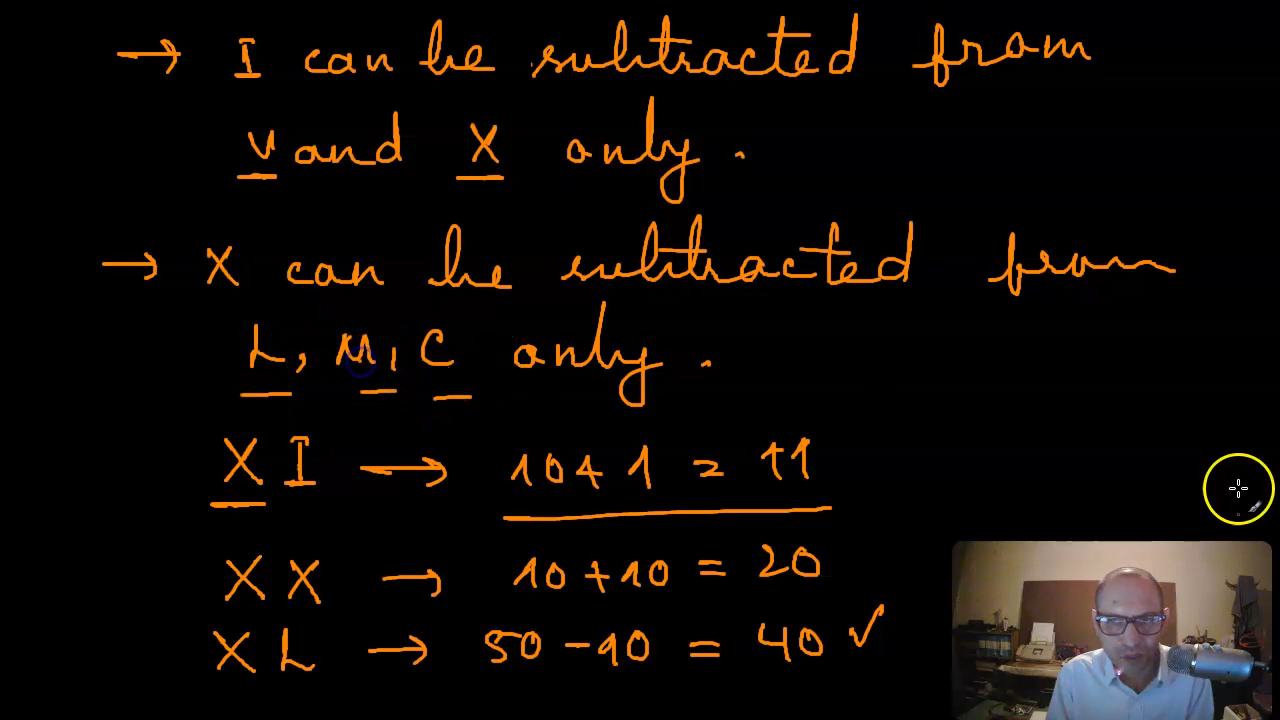 → I can be subtracted from
V and X only.
→ X can be subtracted from
L, M, C only.
XI → 10+1 = 11
XX → 10+10 = 20
XL → 50-10 = 40 ✓